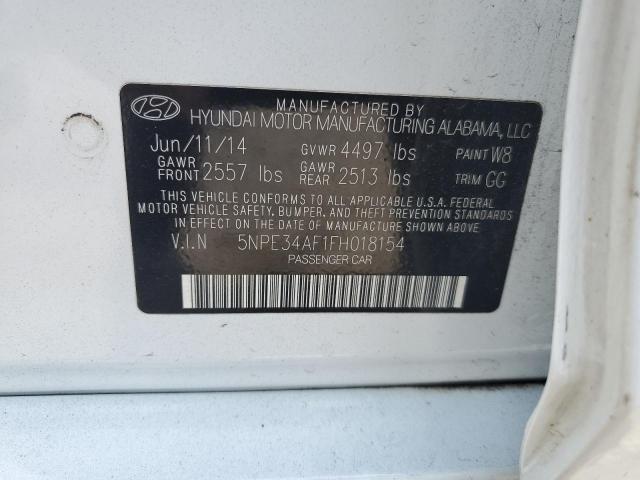 MANUFACTURED BY
HYUNDAI MOTOR MANUFACTURING ALABAMA, LLC
Jun/11/14 GVWR 4497 lbs PAINT W8
GAWR FRONT 2557 lbs GAWR REAR 2513 lbs TRIM GG
THIS VEHICLE CONFORMS TO ALL APPLICABLE U.S.A. FEDERAL
MOTOR VEHICLE SAFETY, BUMPER, AND THEFT PREVENTION STANDARDS
IN EFFECT ON THE DATE OF MANUFACTURE SHOWN ABOVE.
V.I.N 5NPE34AF1FH018154
PASSENGER CAR